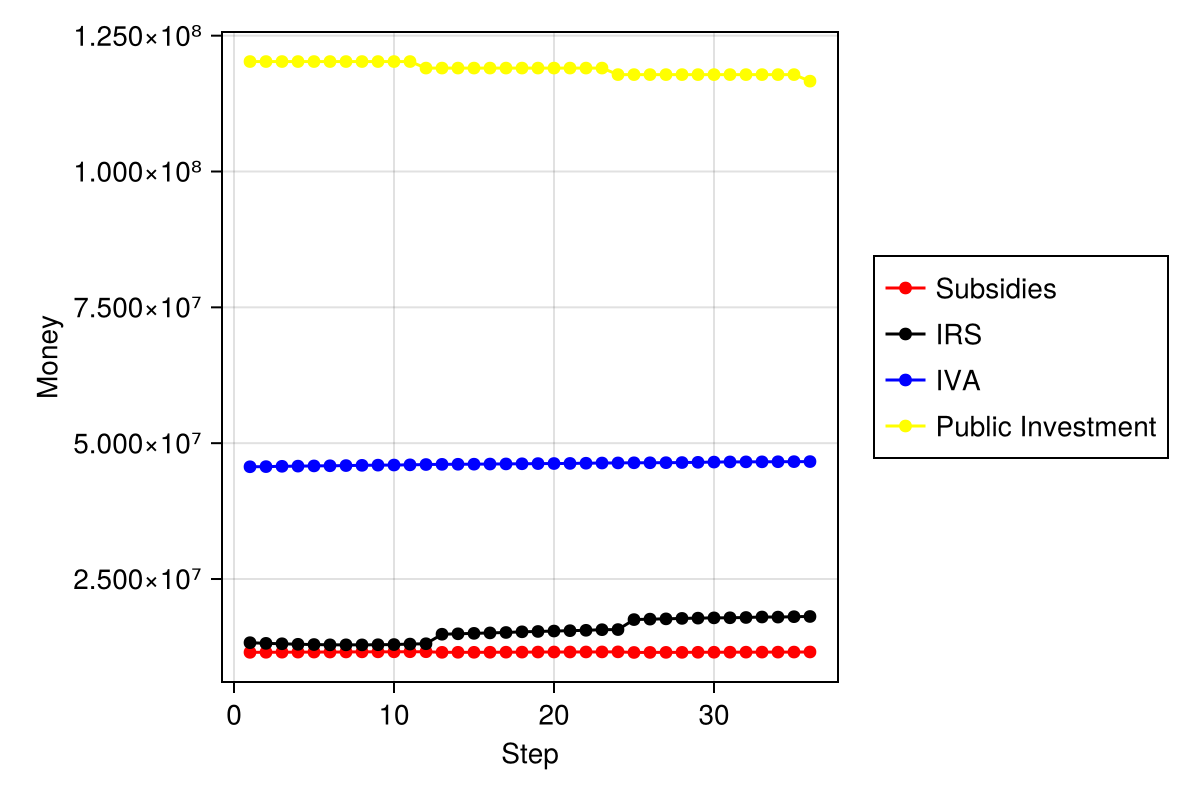 1.250×10⁸
1.000×10⁸
7.500×10⁷
5.000×10⁷
2.500×10⁷
Money
0 10 20 30
Step
Subsidies
IRS
IVA
Public Investment